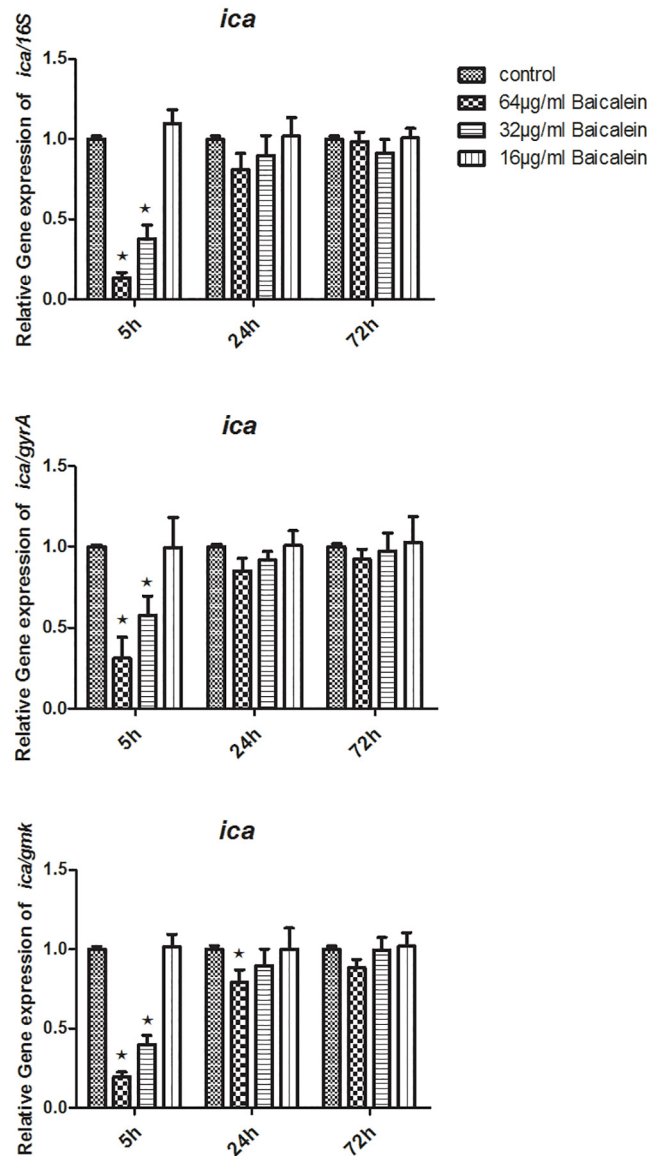 ica
Relative Gene expression of ica/16S
1.5
1.0
0.5
0.0
★
★
5h
24h
72h
control
64µg/ml Baicalein
32µg/ml Baicalein
16µg/ml Baicalein
ica
Relative Gene expression of ica/gyrA
1.5
1.0
0.5
0.0
★
★
5h
24h
72h
ica
Relative Gene expression of ica/gmk
1.5
1.0
0.5
0.0
★
★
★
5h
24h
72h